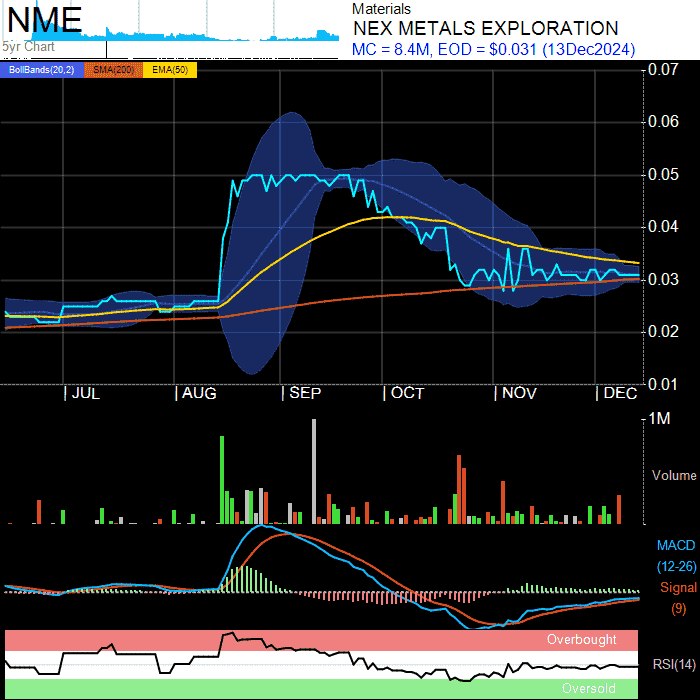 NME
5yr Chart
Materials
NEX METALS EXPLORATION
MC = 8.4M, EOD = $0.031 (13Dec2024)
BollBands(20,2) SMA(200) EMA(50)
0.07
0.06
0.05
0.04
0.03
0.02
0.01
JUL AUG SEP OCT NOV DEC
1M
Volume
MACD
(12-26)
Signal
(9)
Overbought
RSI(14)
Oversold